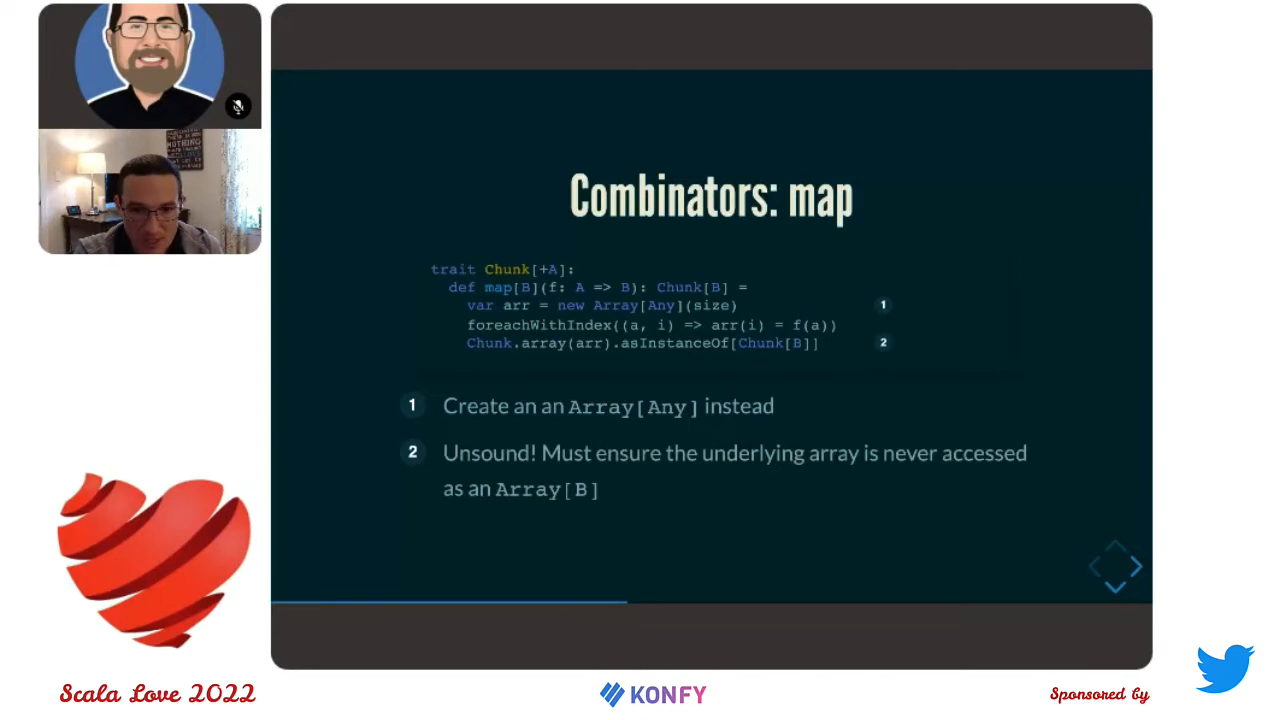 NOTHING
Combinators: map
trait Chunk[+A]:
def map[B](f: A => B): Chunk[B] =
var arr = new Array[Any](size) 1
foreachWithIndex((a, i) => arr(i) = f(a))
Chunk.array(arr).asInstanceOf[Chunk[B]] 2
1 Create an an Array[Any] instead
2 Unsound! Must ensure the underlying array is never accessed
as an Array[B]
Scala Love 2022
KONFY
Sponsored by